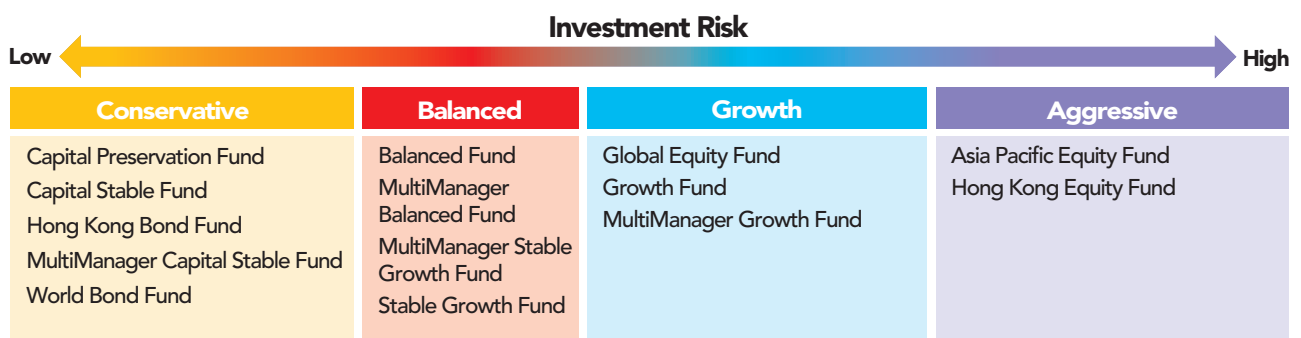 Investment Risk
Low
High
Conservative
Capital Preservation Fund
Capital Stable Fund
Hong Kong Bond Fund
MultiManager Capital Stable Fund
World Bond Fund
Balanced
Balanced Fund
MultiManager
Balanced Fund
MultiManager Stable
Growth Fund
Stable Growth Fund
Growth
Global Equity Fund
Growth Fund
MultiManager Growth Fund
Aggressive
Asia Pacific Equity Fund
Hong Kong Equity Fund